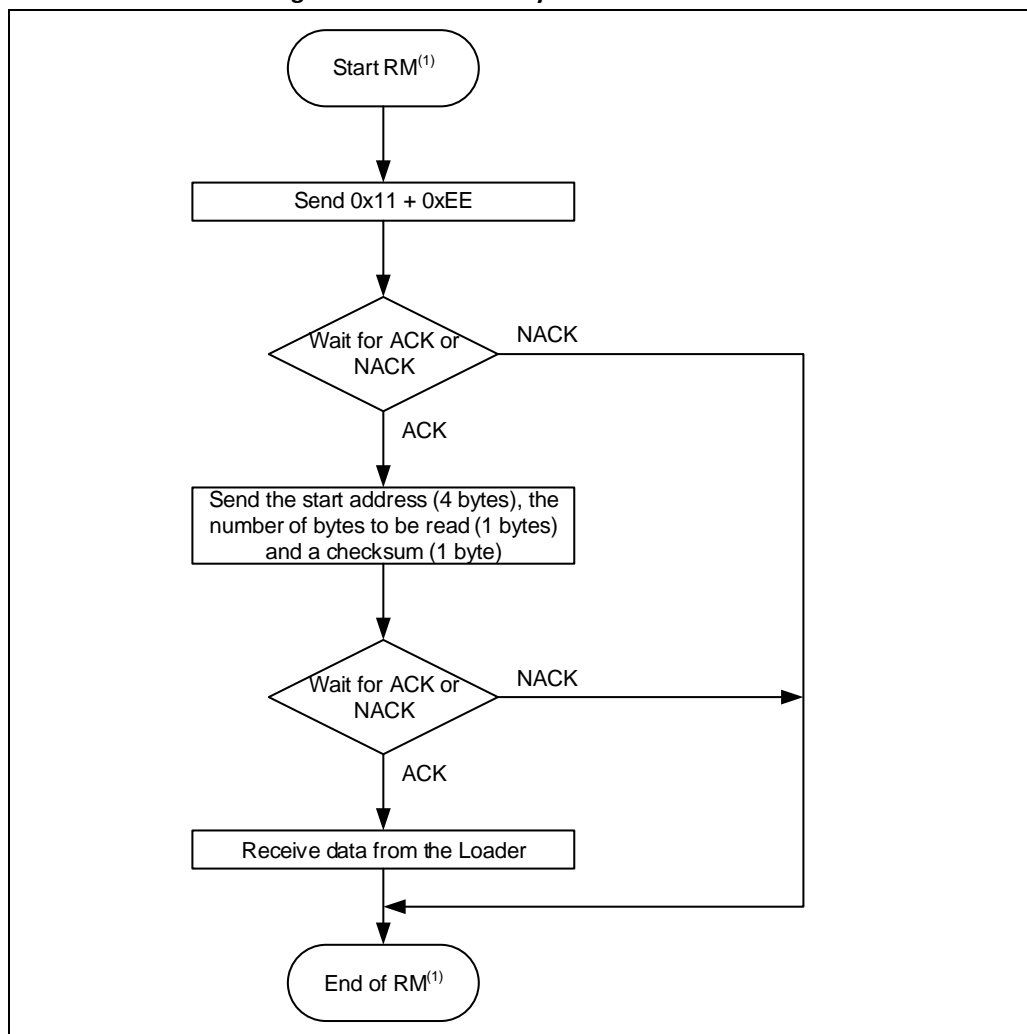 Start RM(1)
Send 0x11 + 0xEE
Wait for ACK or
NACK
NACK
ACK
Send the start address (4 bytes), the
number of bytes to be read (1 bytes)
and a checksum (1 byte)
Wait for ACK or
NACK
NACK
ACK
Receive data from the Loader
End of RM(1)